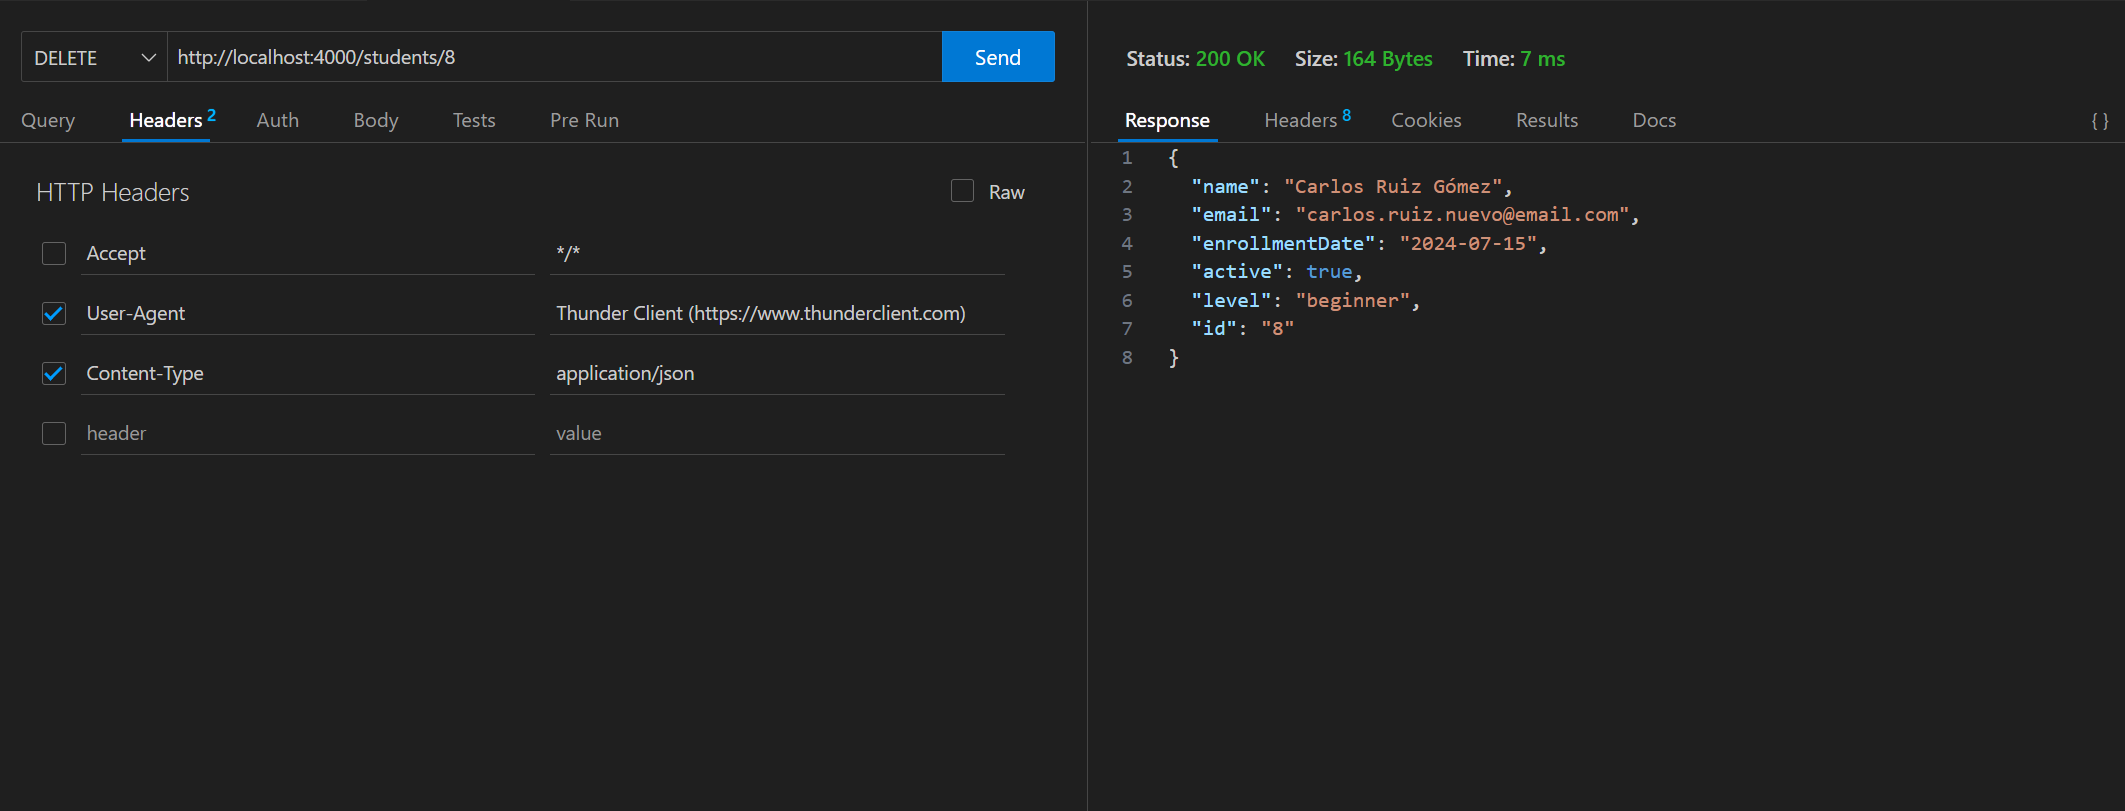 DELETE http://localhost:4000/students/8 Send
Query Headers 2 Auth Body Tests Pre Run
HTTP Headers Raw
Accept */*
User-Agent Thunder Client (https://www.thunderclient.com)
Content-Type application/json
header value
Status: 200 OK Size: 164 Bytes Time: 7 ms
Response Headers 8 Cookies Results Docs { }
1 {
2 "name": "Carlos Ruiz Gómez",
3 "email": "carlos.ruiz.nuevo@email.com",
4 "enrollmentDate": "2024-07-15",
5 "active": true,
6 "level": "beginner",
7 "id": "8"
8 }